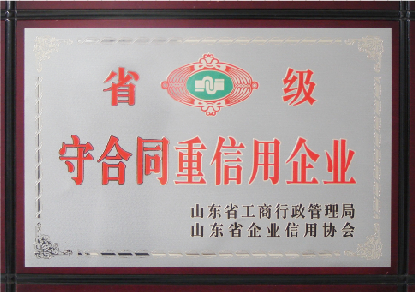 省 级
守合同重信用企业
山东省工商行政管理局
山东省企业信用协会